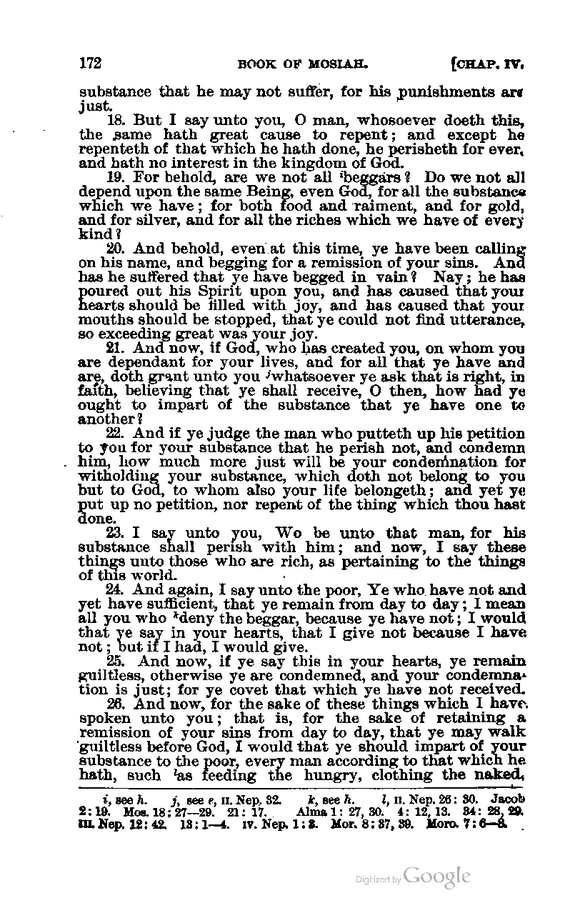 172 BOOK OF MOSIAH. [CHAP. IV.
substance that he may not suffer, for his punishments are
just.
18. But I say unto you, O man, whosoever doeth this,
the same hath great cause to repent; and except he
repenteth of that which he hath done, he perisheth for ever,
and hath no interest in the kingdom of God.
19. For behold, are we not all ⁱbeggars? Do we not all
depend upon the same Being, even God, for all the substance
which we have; for both food and raiment, and for gold,
and for silver, and for all the riches which we have of every
kind?
20. And behold, even at this time, ye have been calling
on his name, and begging for a remission of your sins. And
has he suffered that ye have begged in vain? Nay; he has
poured out his Spirit upon you, and has caused that your
hearts should be filled with joy, and has caused that your
mouths should be stopped, that ye could not find utterance,
so exceeding great was your joy.
21. And now, if God, who has created you, on whom you
are dependant for your lives, and for all that ye have and
are, doth grant unto you ʲwhatsoever ye ask that is right, in
faith, believing that ye shall receive, O then, how had ye
ought to impart of the substance that ye have one to
another?
22. And if ye judge the man who putteth up his petition
to you for your substance that he perish not, and condemn
him, how much more just will be your condemnation for
witholding your substance, which doth not belong to you
but to God, to whom also your life belongeth; and yet ye
put up no petition, nor repent of the thing which thou hast
done.
23. I say unto you, Wo be unto that man, for his
substance shall perish with him; and now, I say these
things unto those who are rich, as pertaining to the things
of this world.
24. And again, I say unto the poor, Ye who have not and
yet have sufficient, that ye remain from day to day; I mean
all you who ᵏdeny the beggar, because ye have not; I would
that ye say in your hearts, that I give not because I have
not; but if I had, I would give.
25. And now, if ye say this in your hearts, ye remain
guiltless, otherwise ye are condemned, and your condemna-
tion is just; for ye covet that which ye have not received.
26. And now, for the sake of these things which I have
spoken unto you; that is, for the sake of retaining a
remission of your sins from day to day, that ye may walk
guiltless before God, I would that ye should impart of your
substance to the poor, every man according to that which he
hath, such ˡas feeding the hungry, clothing the naked,
i, see h. j, see e, II. Nep. 32. k, see h. l, II. Nep. 26: 30. Jacob
2: 19. Mos. 18: 27—29. 21: 17. Alma 1: 27, 30. 4: 12, 13. 34: 28, 29.
III. Nep. 12: 42. 13: 1—4. IV. Nep. 1: 3. Mor. 8: 37, 39. Moro. 7: 6—8.
Digitized by Google